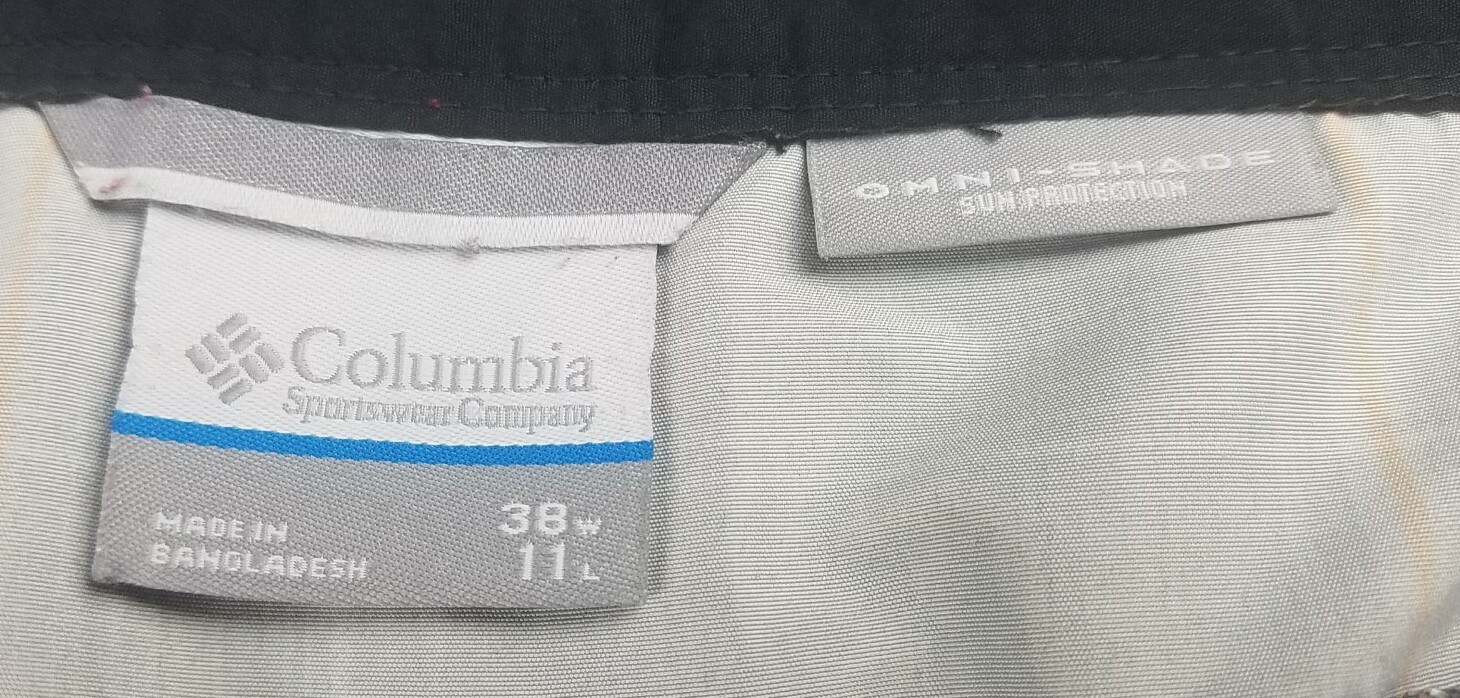 Columbia
Sportswear Company
MADE IN
BANGLADESH
38 W
11 L
OMNI-SHADE
SUN PROTECTION